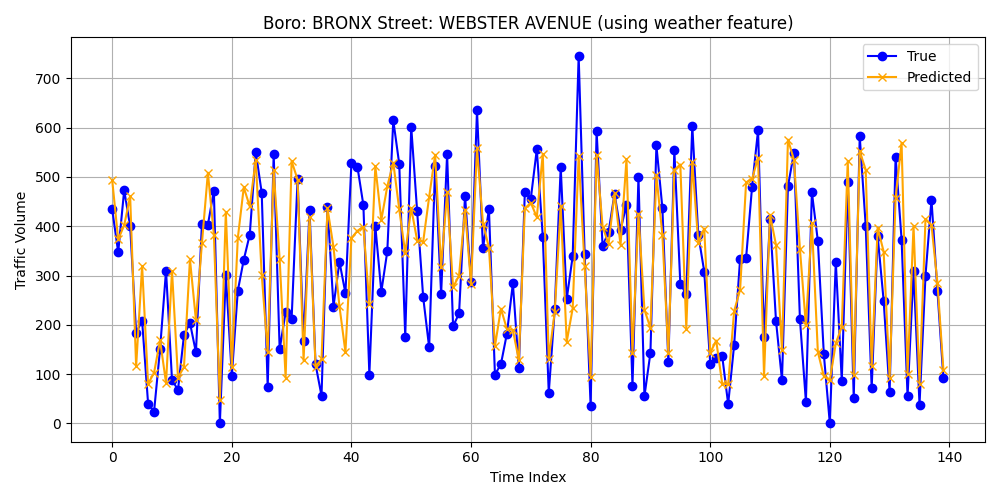 Boro: BRONX Street: WEBSTER AVENUE (using weather feature)
True
Predicted
Traffic Volume
700
600
500
400
300
200
100
0
0 20 40 60 80 100 120 140
Time Index